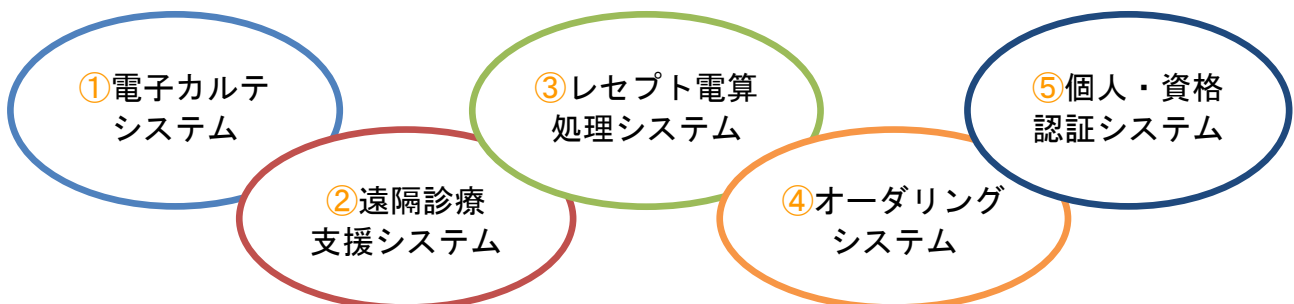 ①電子カルテ
システム
②遠隔診療
支援システム
③レセプト電算
処理システム
④オーダリング
システム
⑤個人・資格
認証システム